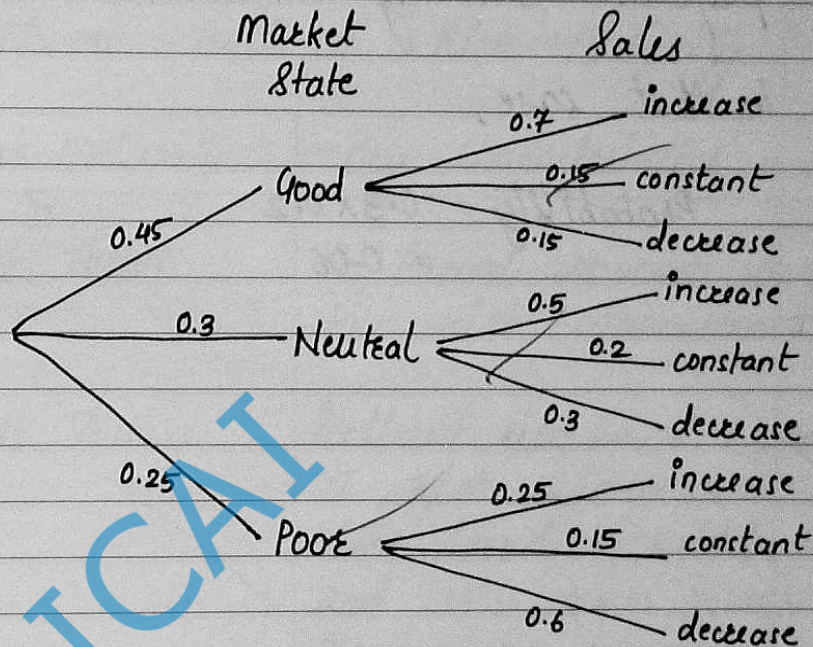 Market Sales
State
increase
0.7
Good 0.15 constant
0.45 0.15 decrease
increase
0.5
0.3 Neutral 0.2 constant
0.3 decrease
increase
0.25 0.25
Poor 0.15 constant
0.6 decrease
ICAI